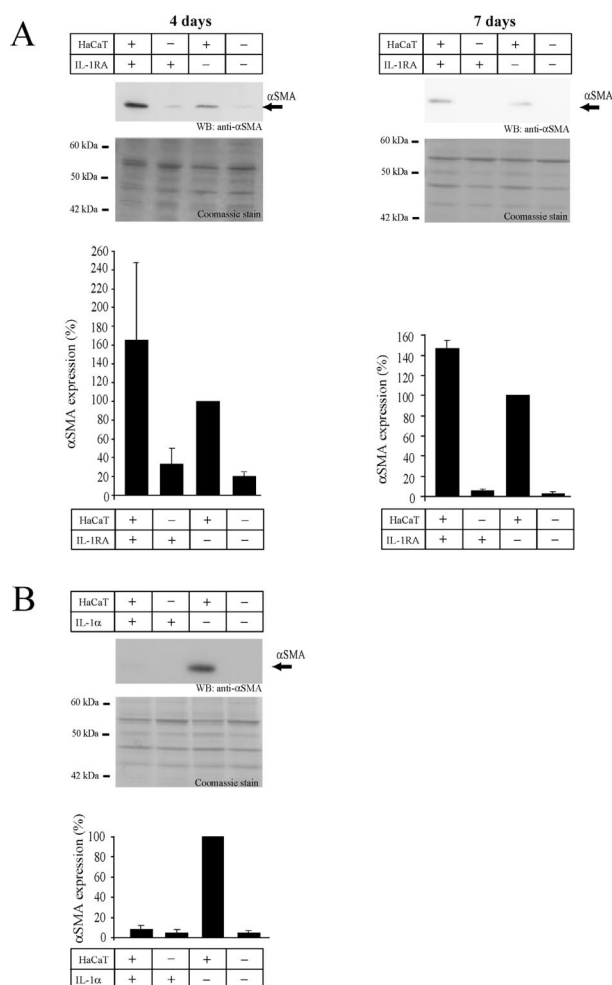 A
4 days
HaCaT + − + −
IL-1RA + + − −
αSMA
WB: anti-αSMA
60 kDa
50 kDa
42 kDa
Coomassie stain
αSMA expression (%)
260
240
220
200
180
160
140
120
100
80
60
40
20
0
HaCaT + − + −
IL-1RA + + − −
7 days
HaCaT + − + −
IL-1RA + + − −
αSMA
WB: anti-αSMA
60 kDa
50 kDa
42 kDa
Coomassie stain
αSMA expression (%)
160
140
120
100
80
60
40
20
0
HaCaT + − + −
IL-1RA + + − −
B
HaCaT + − + −
IL-1α + + − −
αSMA
WB: anti-αSMA
60 kDa
50 kDa
42 kDa
Coomassie stain
αSMA expression (%)
100
80
60
40
20
0
HaCaT + − + −
IL-1α + + − −